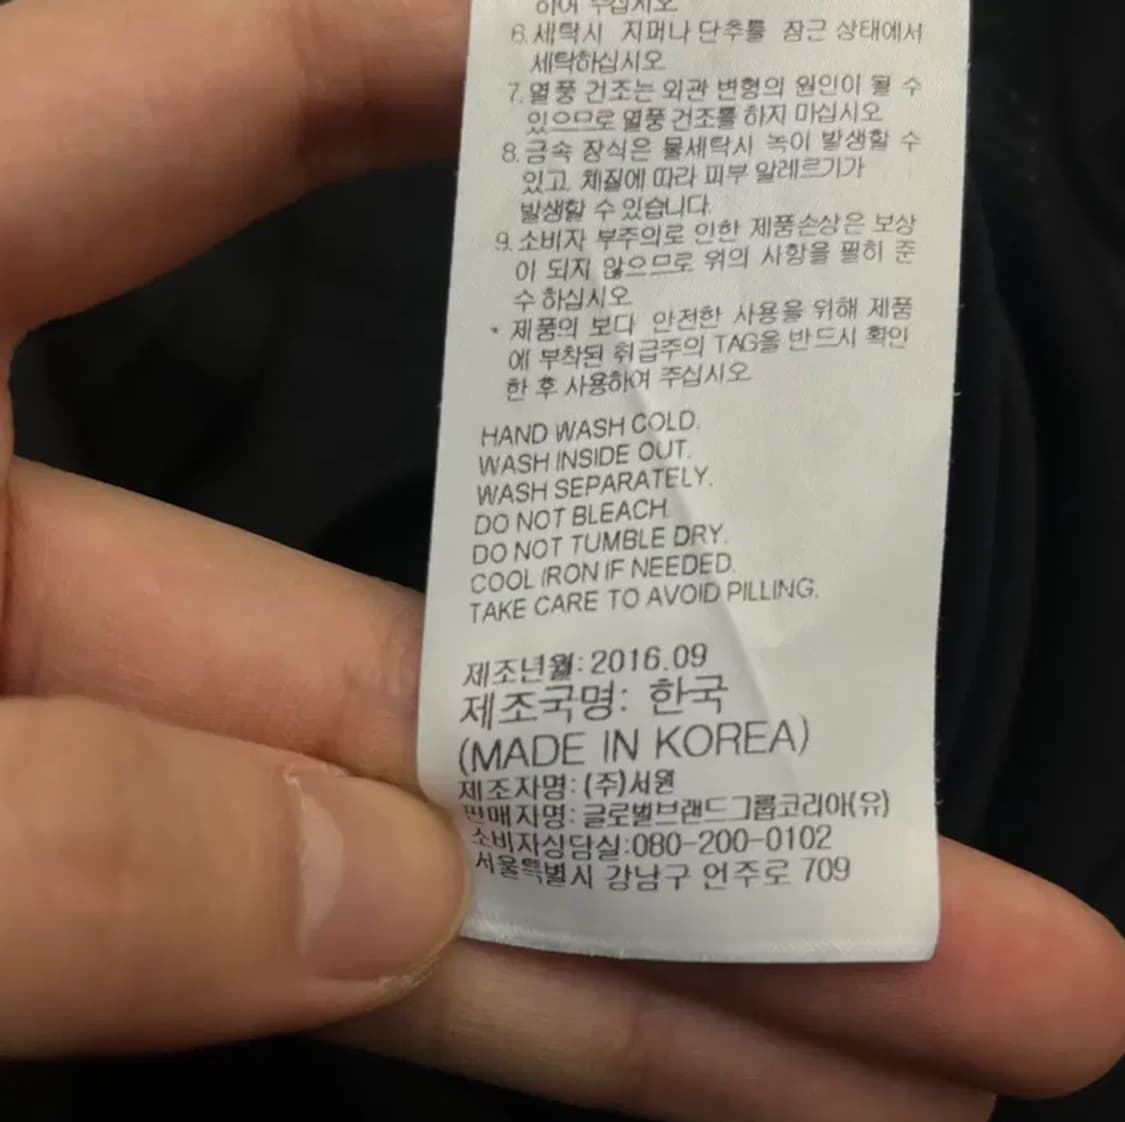 하여 주십시오
6. 세탁시 지퍼나 단추를 잠근 상태에서
세탁하십시오
7. 열풍 건조는 외관 변형의 원인이 될 수
있으므로 열풍 건조를 하지 마십시오
8. 금속 장식은 물세탁시 녹이 발생할 수
있고, 체질에 따라 피부 알레르기가
발생할 수 있습니다.
9. 소비자 부주의로 인한 제품손상은 보상
이 되지 않으므로 위의 사항을 필히 준
수 하십시오
* 제품의 보다 안전한 사용을 위해 제품
에 부착된 취급주의 TAG을 반드시 확인
한 후 사용하여 주십시오
HAND WASH COLD.
WASH INSIDE OUT.
WASH SEPARATELY.
DO NOT BLEACH.
DO NOT TUMBLE DRY.
COOL IRON IF NEEDED.
TAKE CARE TO AVOID PILLING.
제조년월: 2016.09
제조국명: 한국
(MADE IN KOREA)
제조자명: (주)서원
판매자명: 글로벌브랜드그룹코리아(유)
소비자상담실:080-200-0102
서울특별시 강남구 언주로 709